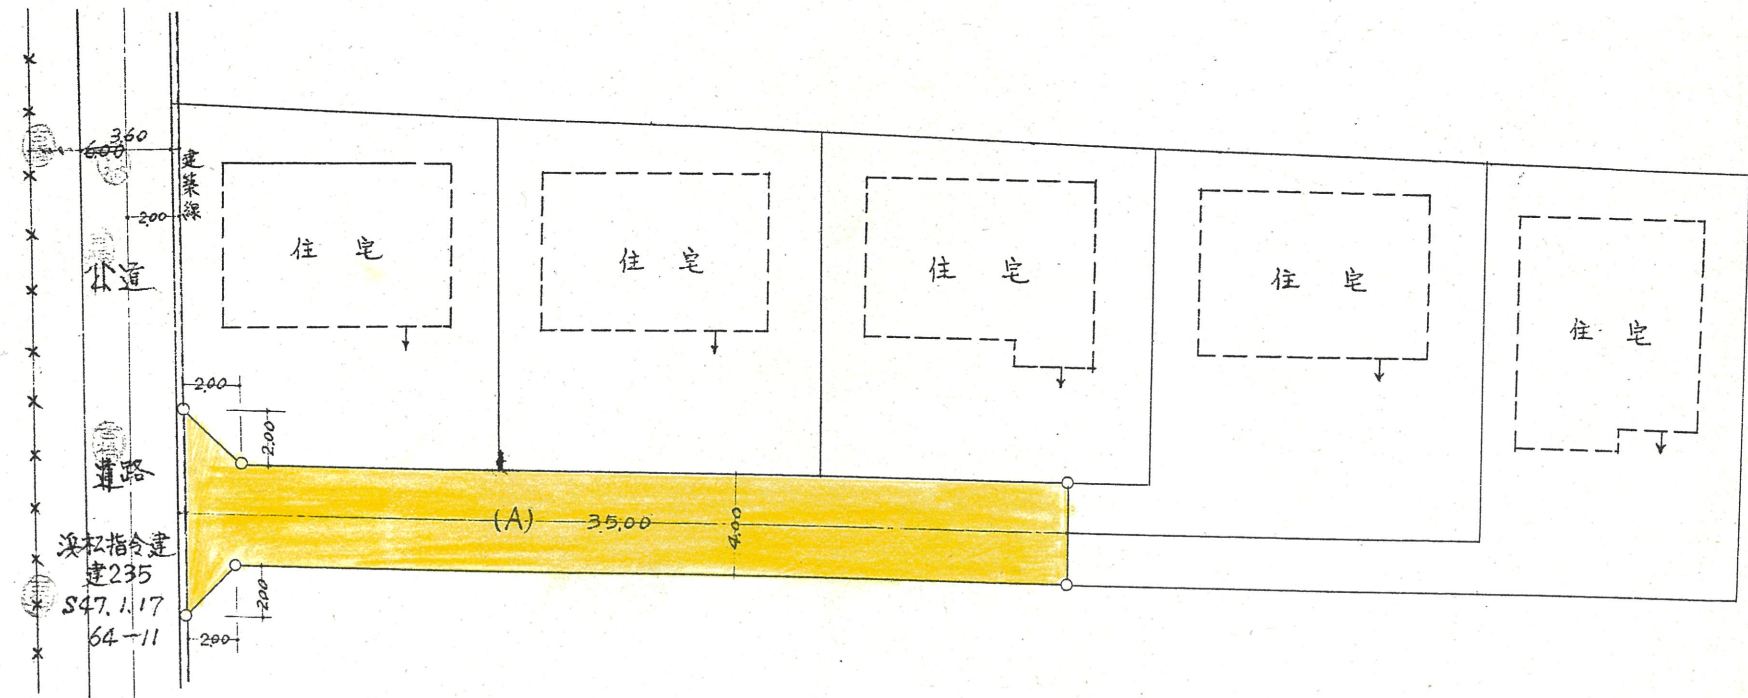 3.60
6.00
建築線
2.00
公道
住宅
住宅
住宅
住宅
住宅
2.00
2.00
道路
(A) 35.00
4.00
浜松指令建
建235
S47.1.17
64-11
2.00
2.00